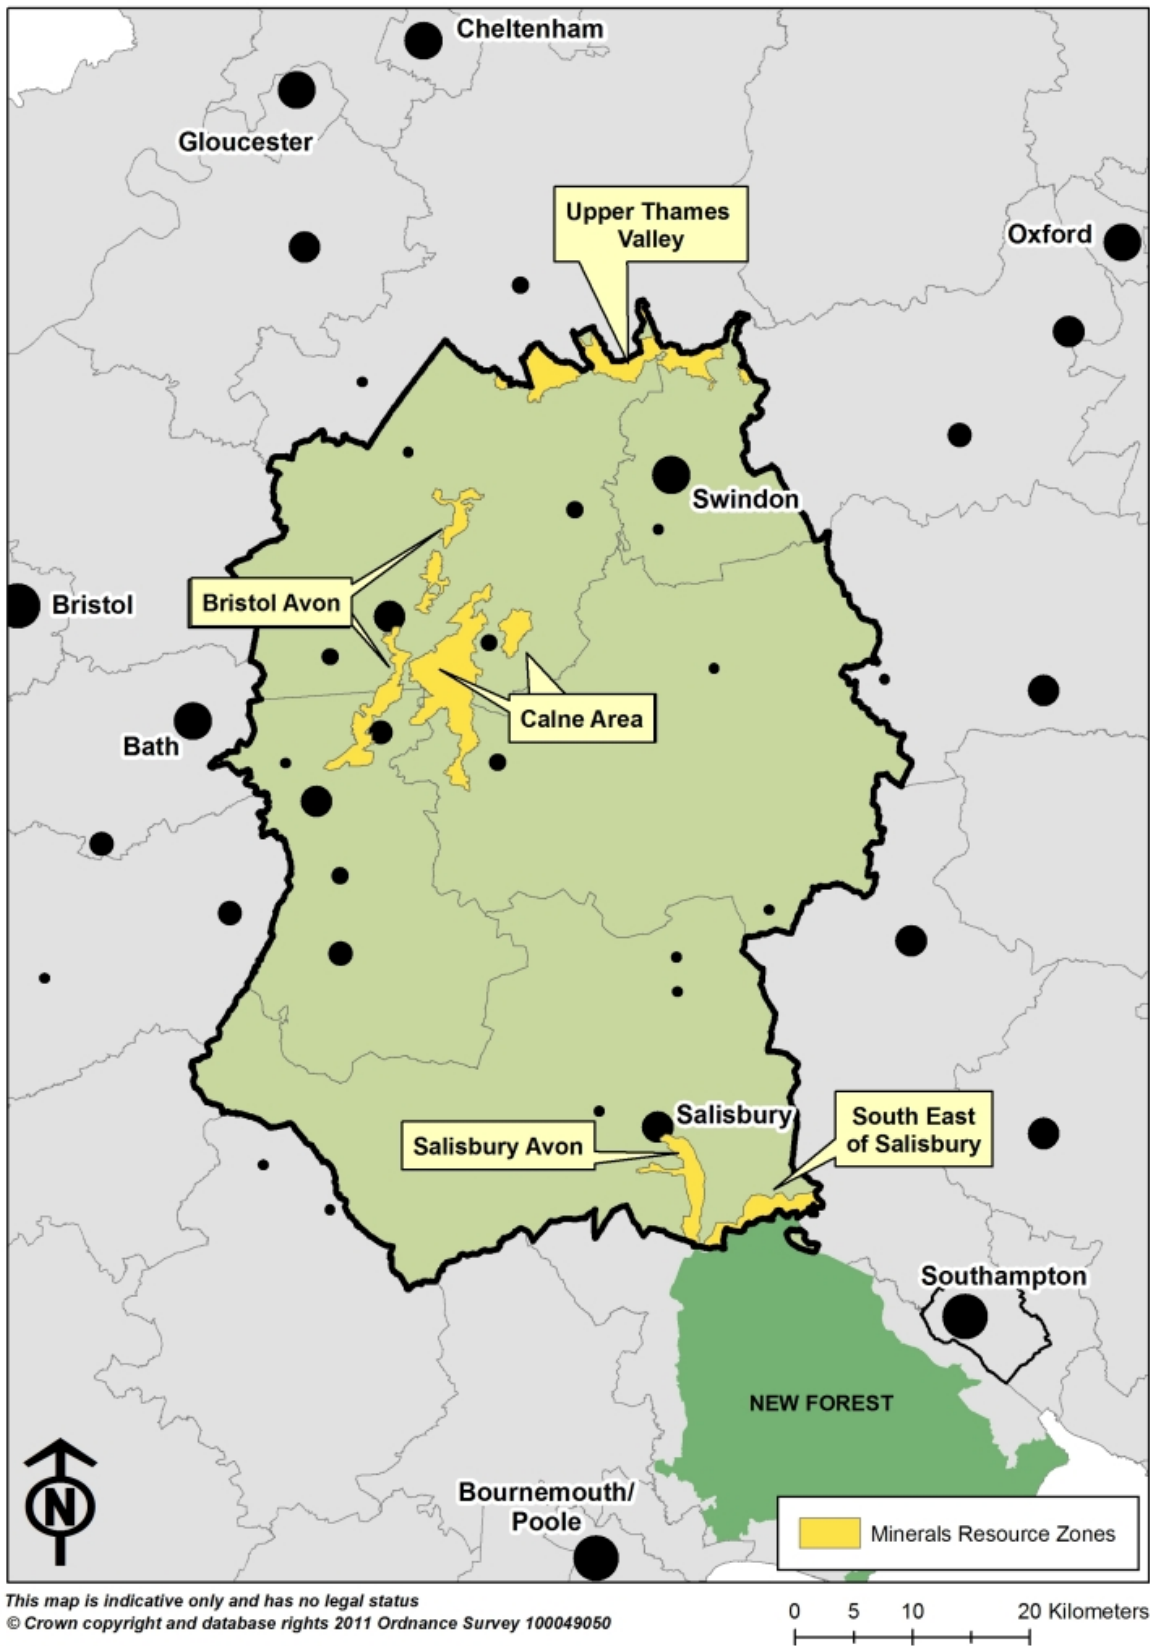 Cheltenham
Gloucester
Upper Thames
Valley
Oxford
Swindon
Bristol Avon
Bristol
Calne Area
Bath
Salisbury
South East
of Salisbury
Salisbury Avon
Southampton
NEW FOREST
Bournemouth/
Poole
N
Minerals Resource Zones
This map is indicative only and has no legal status
© Crown copyright and database rights 2011 Ordnance Survey 100049050
0 5 10 20 Kilometers